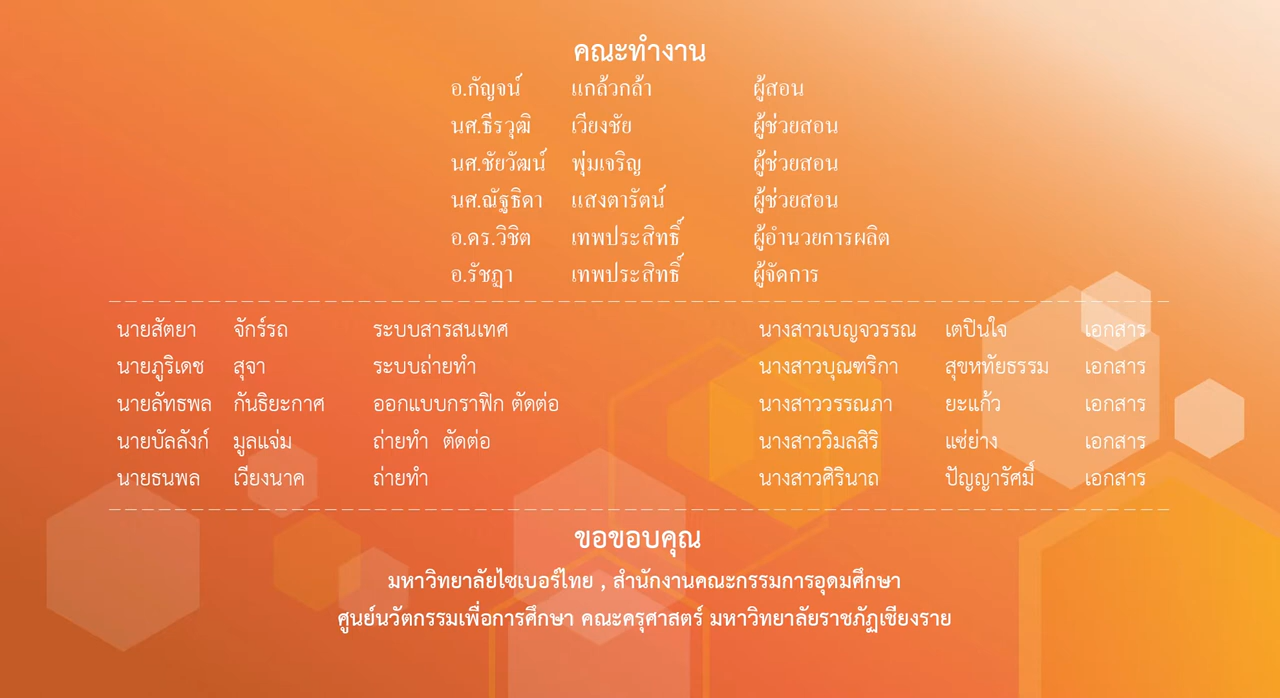 คณะทำงาน
อ.กัญจน์ แกล้วกล้า ผู้สอน
นศ.ธีรวุฒิ เวียงชัย ผู้ช่วยสอน
นศ.ชัยวัฒน์ พุ่มเจริญ ผู้ช่วยสอน
นศ.ณัฐธิดา แสงดารัตน์ ผู้ช่วยสอน
อ.ดร.วิชิต เทพประสิทธิ์ ผู้อำนวยการผลิต
อ.รัชฎา เทพประสิทธิ์ ผู้จัดการ
นายสัตยา จักร์รถ ระบบสารสนเทศ นางสาวเบญจวรรณ เตปินใจ เอกสาร
นายภูริเดช สุจา ระบบถ่ายทำ นางสาวบุณฑริกา สุขหทัยธรรม เอกสาร
นายลัทธพล กันธิยะกาศ ออกแบบกราฟิก ตัดต่อ นางสาววรรณภา ยะแก้ว เอกสาร
นายบัลลังก์ มูลแจ่ม ถ่ายทำ ตัดต่อ นางสาววิมลสิริ แซ่ย่าง เอกสาร
นายธนพล เวียงนาค ถ่ายทำ นางสาวศิรินาถ ปัญญารัศมิ์ เอกสาร
ขอขอบคุณ
มหาวิทยาลัยไซเบอร์ไทย , สำนักงานคณะกรรมการอุดมศึกษา
ศูนย์นวัตกรรมเพื่อการศึกษา คณะครุศาสตร์ มหาวิทยาลัยราชภัฏเชียงราย